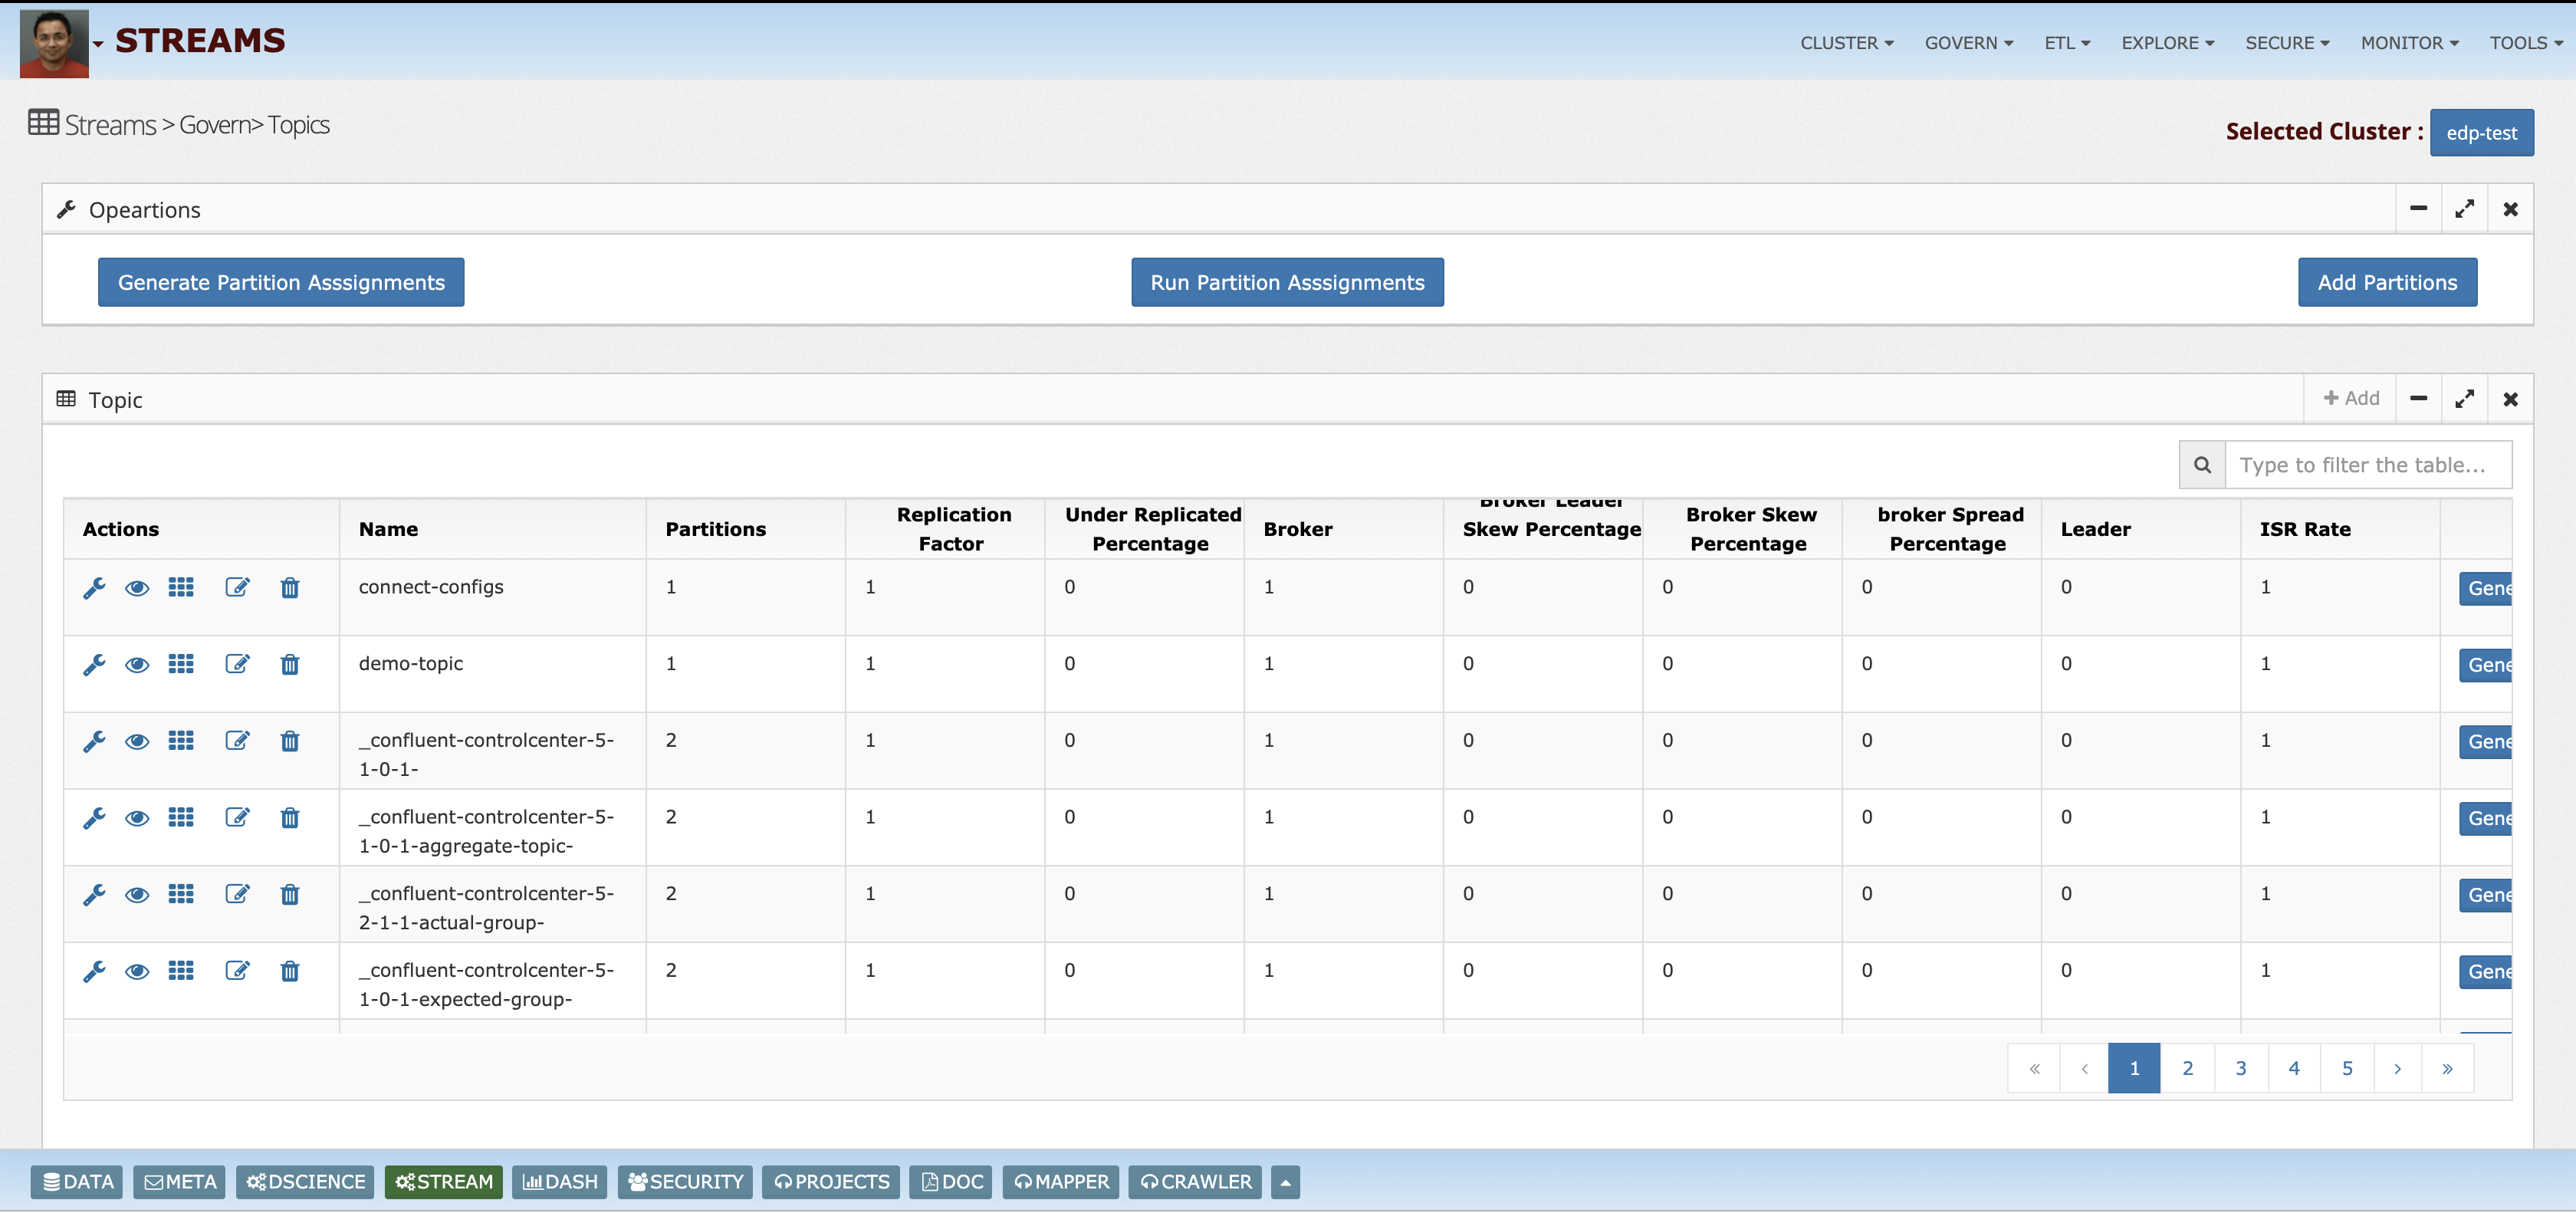 STREAMS
CLUSTER GOVERN ETL EXPLORE SECURE MONITOR TOOLS
Streams > Govern> Topics
Selected Cluster : edp-test
Opeartions
Generate Partition Asssignments Run Partition Asssignments Add Partitions
Topic
+ Add
Type to filter the table...
Actions Name Partitions Replication Factor Under Replicated Percentage Broker Broker Leader Skew Percentage Broker Skew Percentage broker Spread Percentage Leader ISR Rate
connect-configs 1 1 0 1 0 0 0 0 1 Gene
demo-topic 1 1 0 1 0 0 0 0 1 Gene
_confluent-controlcenter-5- 2 1 0 1 0 0 0 0 1 Gene
1-0-1-
_confluent-controlcenter-5- 2 1 0 1 0 0 0 0 1 Gene
1-0-1-aggregate-topic-
_confluent-controlcenter-5- 2 1 0 1 0 0 0 0 1 Gene
2-1-1-actual-group-
_confluent-controlcenter-5- 2 1 0 1 0 0 0 0 1 Gene
1-0-1-expected-group-
« ‹ 1 2 3 4 5 › »
DATA META DSCIENCE STREAM DASH SECURITY PROJECTS DOC MAPPER CRAWLER